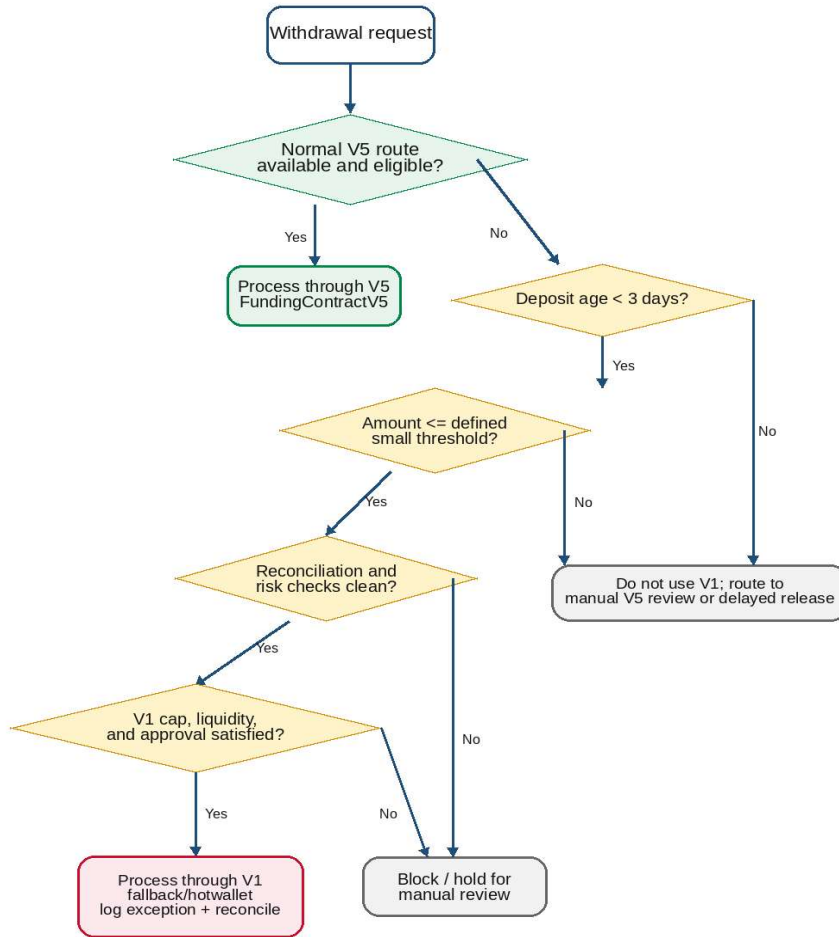 Withdrawal request
Normal V5 route
available and eligible?
Yes
No
Process through V5
FundingContractV5
Deposit age < 3 days?
Yes
No
Amount <= defined
small threshold?
Yes
No
Reconciliation and
risk checks clean?
Do not use V1; route to
manual V5 review or delayed release
Yes
No
V1 cap, liquidity,
and approval satisfied?
Yes
No
Process through V1
fallback/hotwallet
log exception + reconcile
Block / hold for
manual review